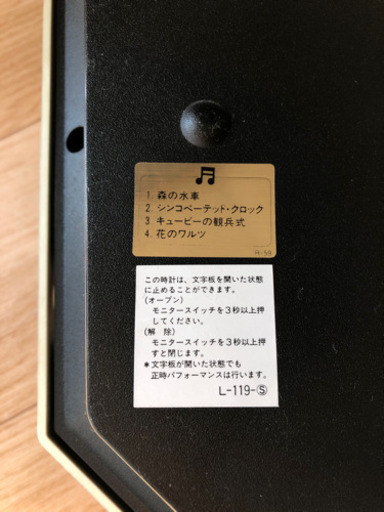 1. 森の水車
2. シンコペーテッド・クロック
3. キューピーの観兵式
4. 花のワルツ
この時計は、文字板を開いた状態
に止めることができます。
(オープン)
モニタースイッチを3秒以上押
してください。
(解 除)
モニタースイッチを3秒以上押
すと閉じます。
*文字板が開いた状態でも
正時パフォーマンスは行います。
L-119-Ⓢ